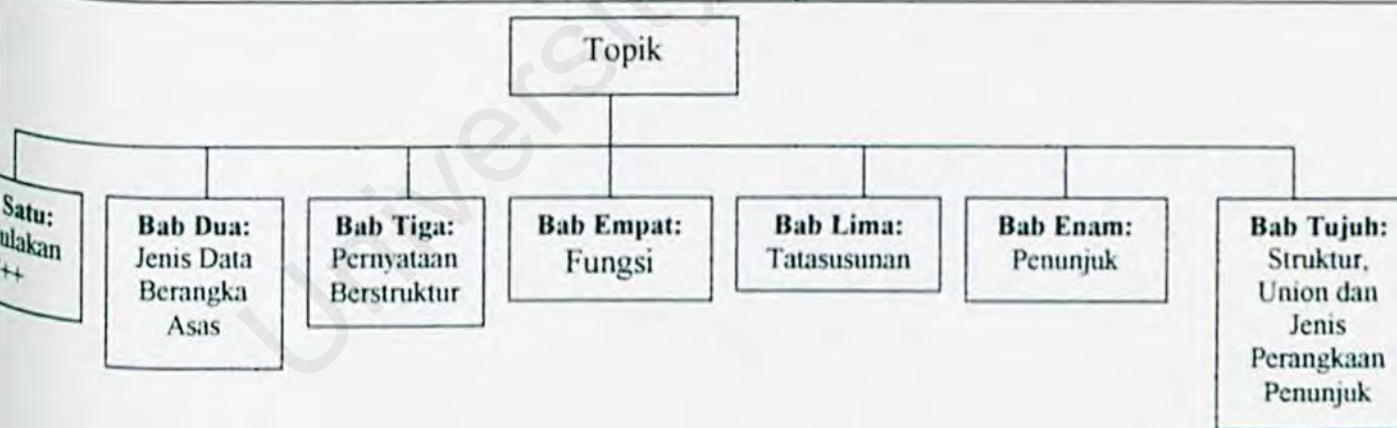 Topik
Satu:
++
Bab Dua:
Jenis Data
Berangka
Asas
Bab Tiga:
Pernyataan
Berstruktur
Bab Empat:
Fungsi
Bab Lima:
Tatasusunan
Bab Enam:
Penunjuk
Bab Tujuh:
Struktur,
Union dan
Jenis
Perangkaan
Penunjuk